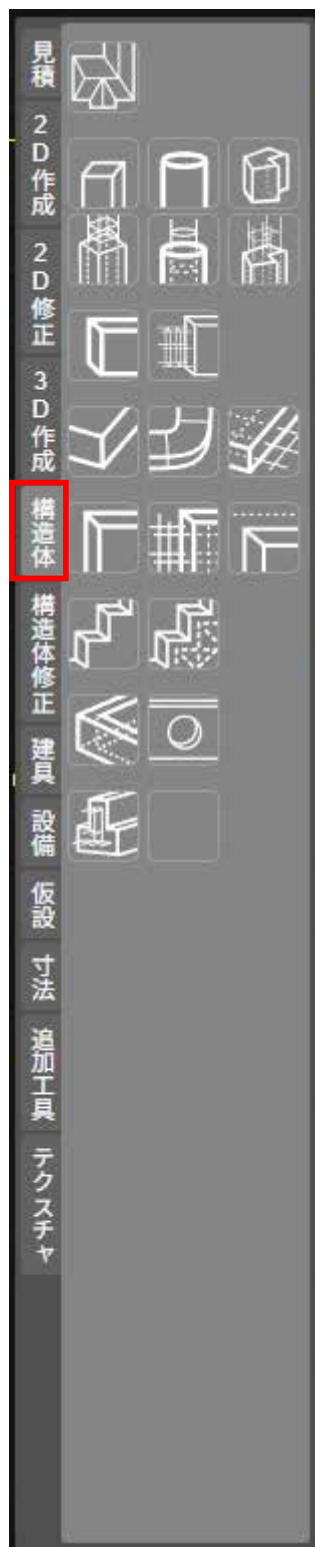 見積
2D作成
2D修正
3D作成
構造体
構造体修正
建具
設備
仮設
寸法
追加工具
テクスチャ